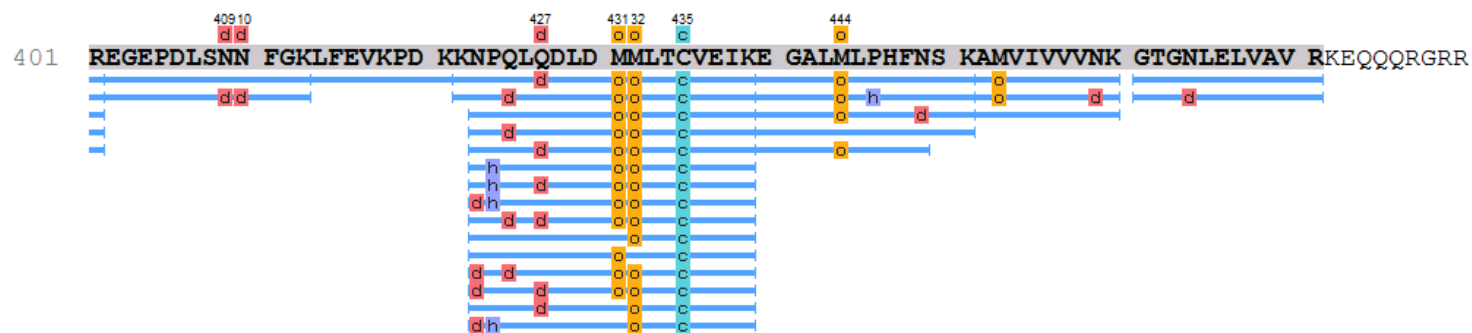 409 10 427 431 32 435 444
d d d o o c o
401 REGEPDLSNN FGKLFEVKPD KKNPQLQDLD MMLTCVEIKE GALMLPHFNS KAMVIVVVNK GTGNLELVAV RKEQQQRGRR
d o o c o o
d d d o o c o h o d d
o o c o d
d o o c
d o o c o
h o o c
h d o o c
d h o o c
d d o o c
o c
o c
d d o o c
d d o o c
d o c
d h o c